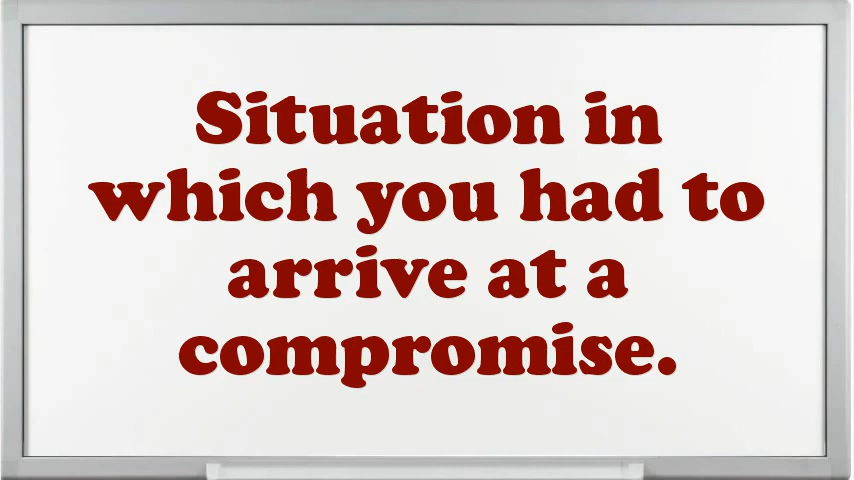 Situation in
which you had to
arrive at a
compromise.